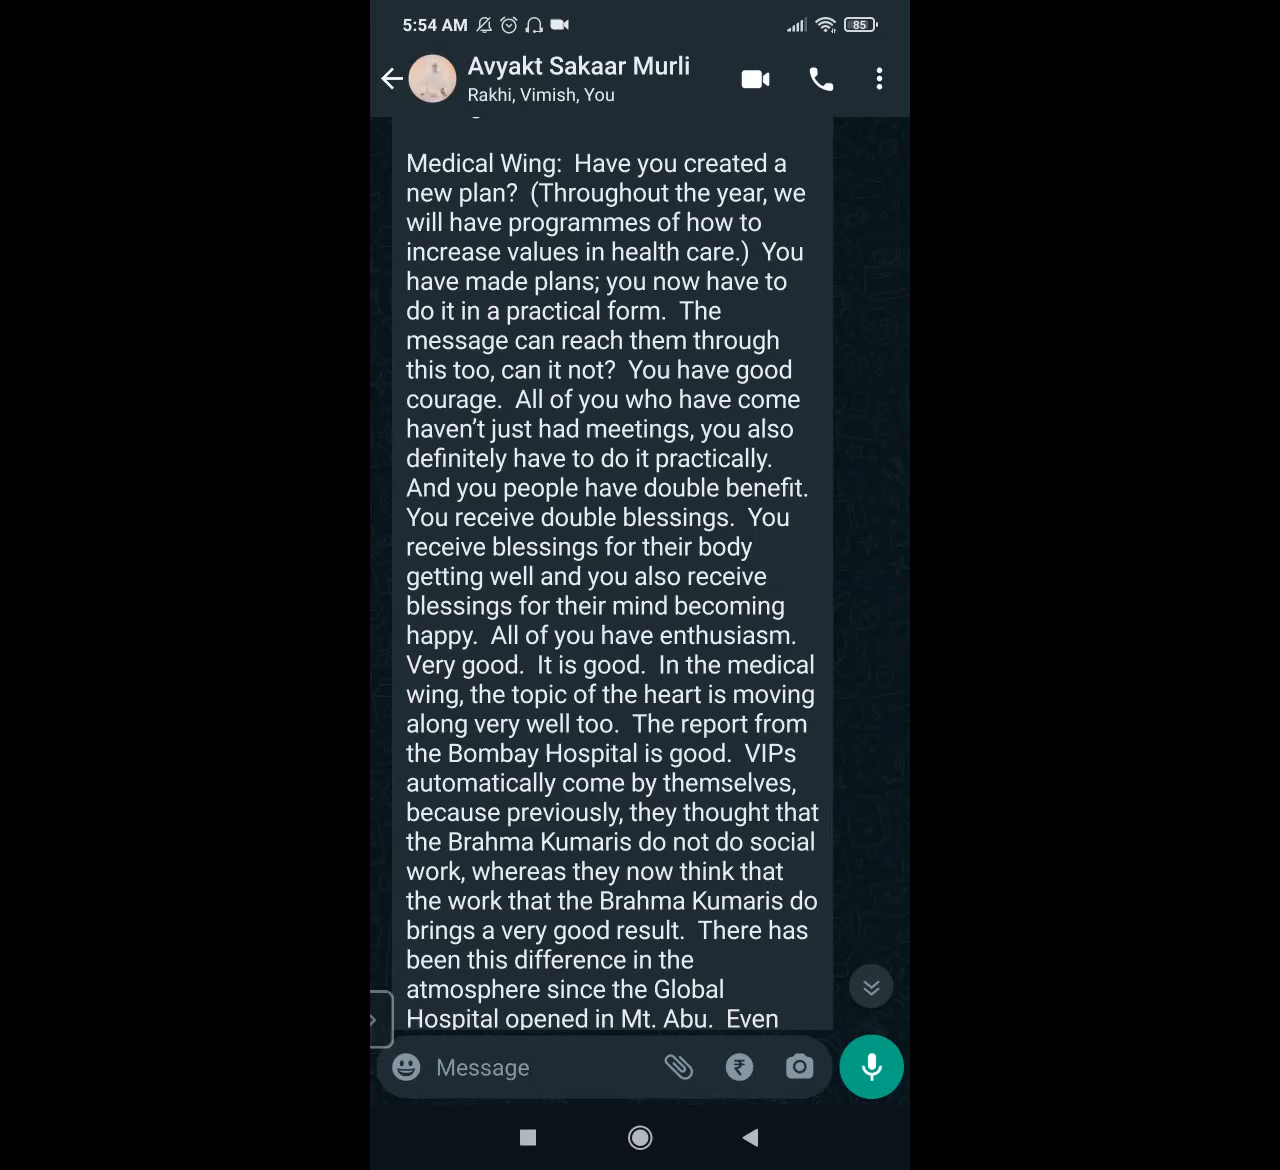 5:54 AM
85
Avyakt Sakaar Murli
Rakhi, Vimish, You
Medical Wing:  Have you created a
new plan?  (Throughout the year, we
will have programmes of how to
increase values in health care.)  You
have made plans; you now have to
do it in a practical form.  The
message can reach them through
this too, can it not?  You have good
courage.  All of you who have come
haven’t just had meetings, you also
definitely have to do it practically.
And you people have double benefit.
You receive double blessings.  You
receive blessings for their body
getting well and you also receive
blessings for their mind becoming
happy.  All of you have enthusiasm.
Very good.  It is good.  In the medical
wing, the topic of the heart is moving
along very well too.  The report from
the Bombay Hospital is good.  VIPs
automatically come by themselves,
because previously, they thought that
the Brahma Kumaris do not do social
work, whereas they now think that
the work that the Brahma Kumaris do
brings a very good result.  There has
been this difference in the
atmosphere since the Global
Hospital opened in Mt. Abu.  Even
Message
₹